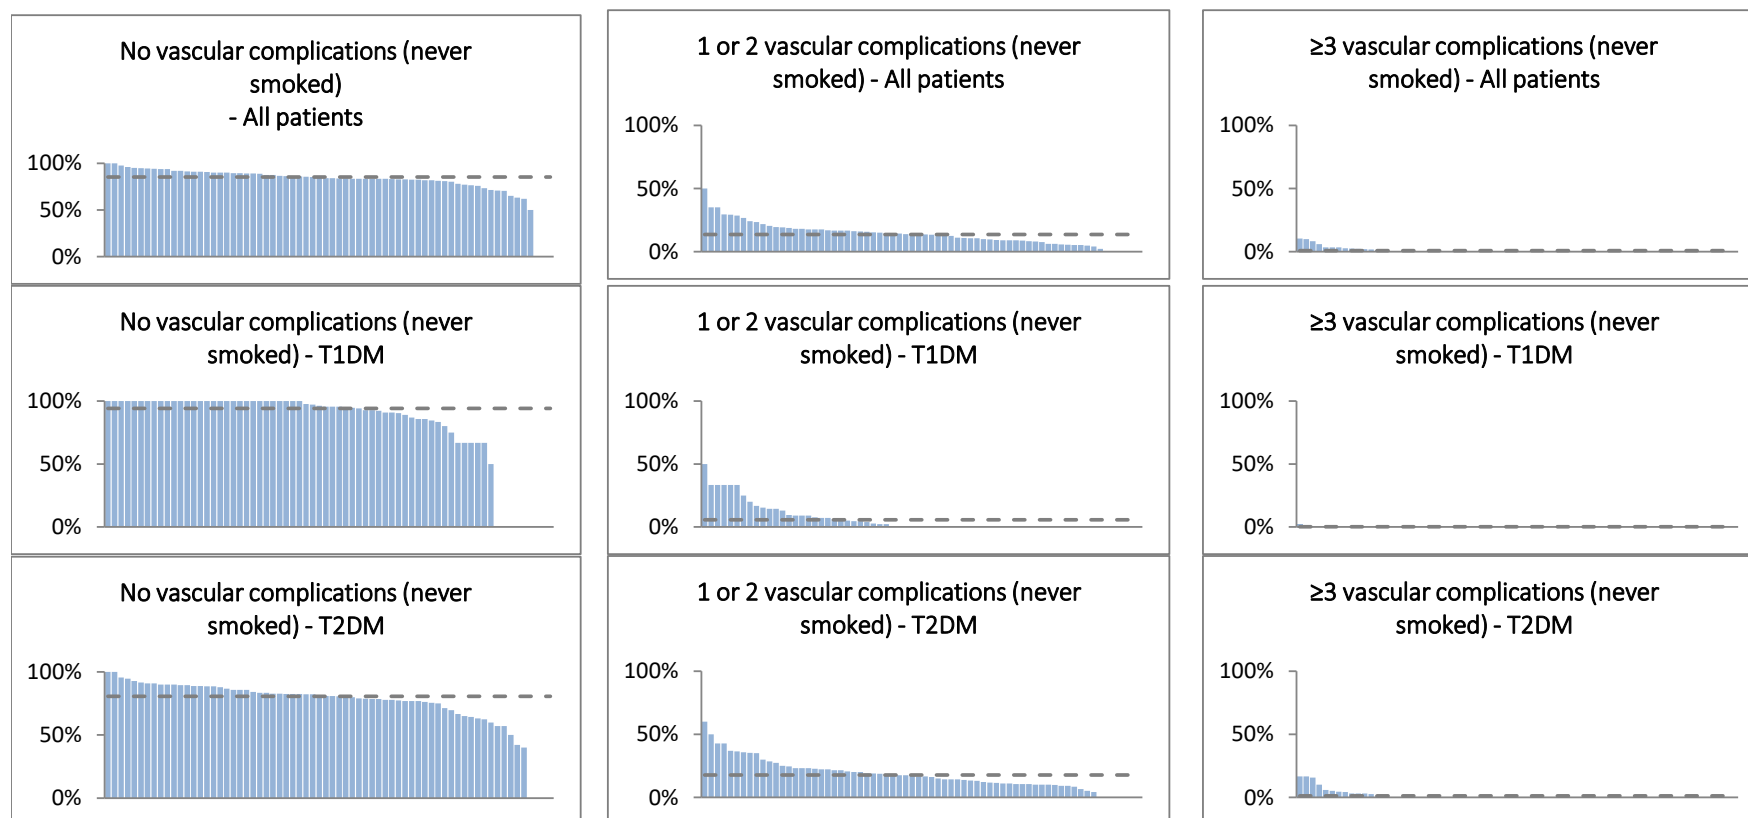 No vascular complications (never
smoked)
- All patients
100%
50%
0%
1 or 2 vascular complications (never
smoked) - All patients
100%
50%
0%
≥3 vascular complications (never
smoked) - All patients
100%
50%
0%
No vascular complications (never
smoked) - T1DM
100%
50%
0%
1 or 2 vascular complications (never
smoked) - T1DM
100%
50%
0%
≥3 vascular complications (never
smoked) - T1DM
100%
50%
0%
No vascular complications (never
smoked) - T2DM
100%
50%
0%
1 or 2 vascular complications (never
smoked) - T2DM
100%
50%
0%
≥3 vascular complications (never
smoked) - T2DM
100%
50%
0%